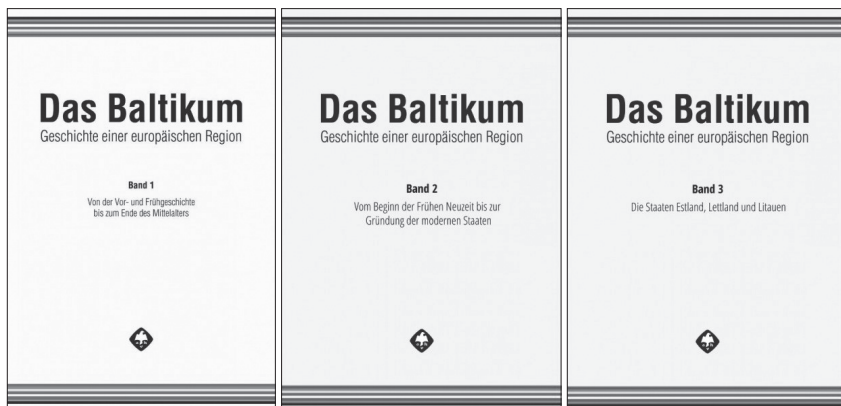 Das Baltikum
Geschichte einer europäischen Region
Band 1
Von der Vor- und Frühgeschichte
bis zum Ende des Mittelalters
Das Baltikum
Geschichte einer europäischen Region
Band 2
Vom Beginn der Frühen Neuzeit bis zur
Gründung der modernen Staaten
Das Baltikum
Geschichte einer europäischen Region
Band 3
Die Staaten Estland, Lettland und Litauen